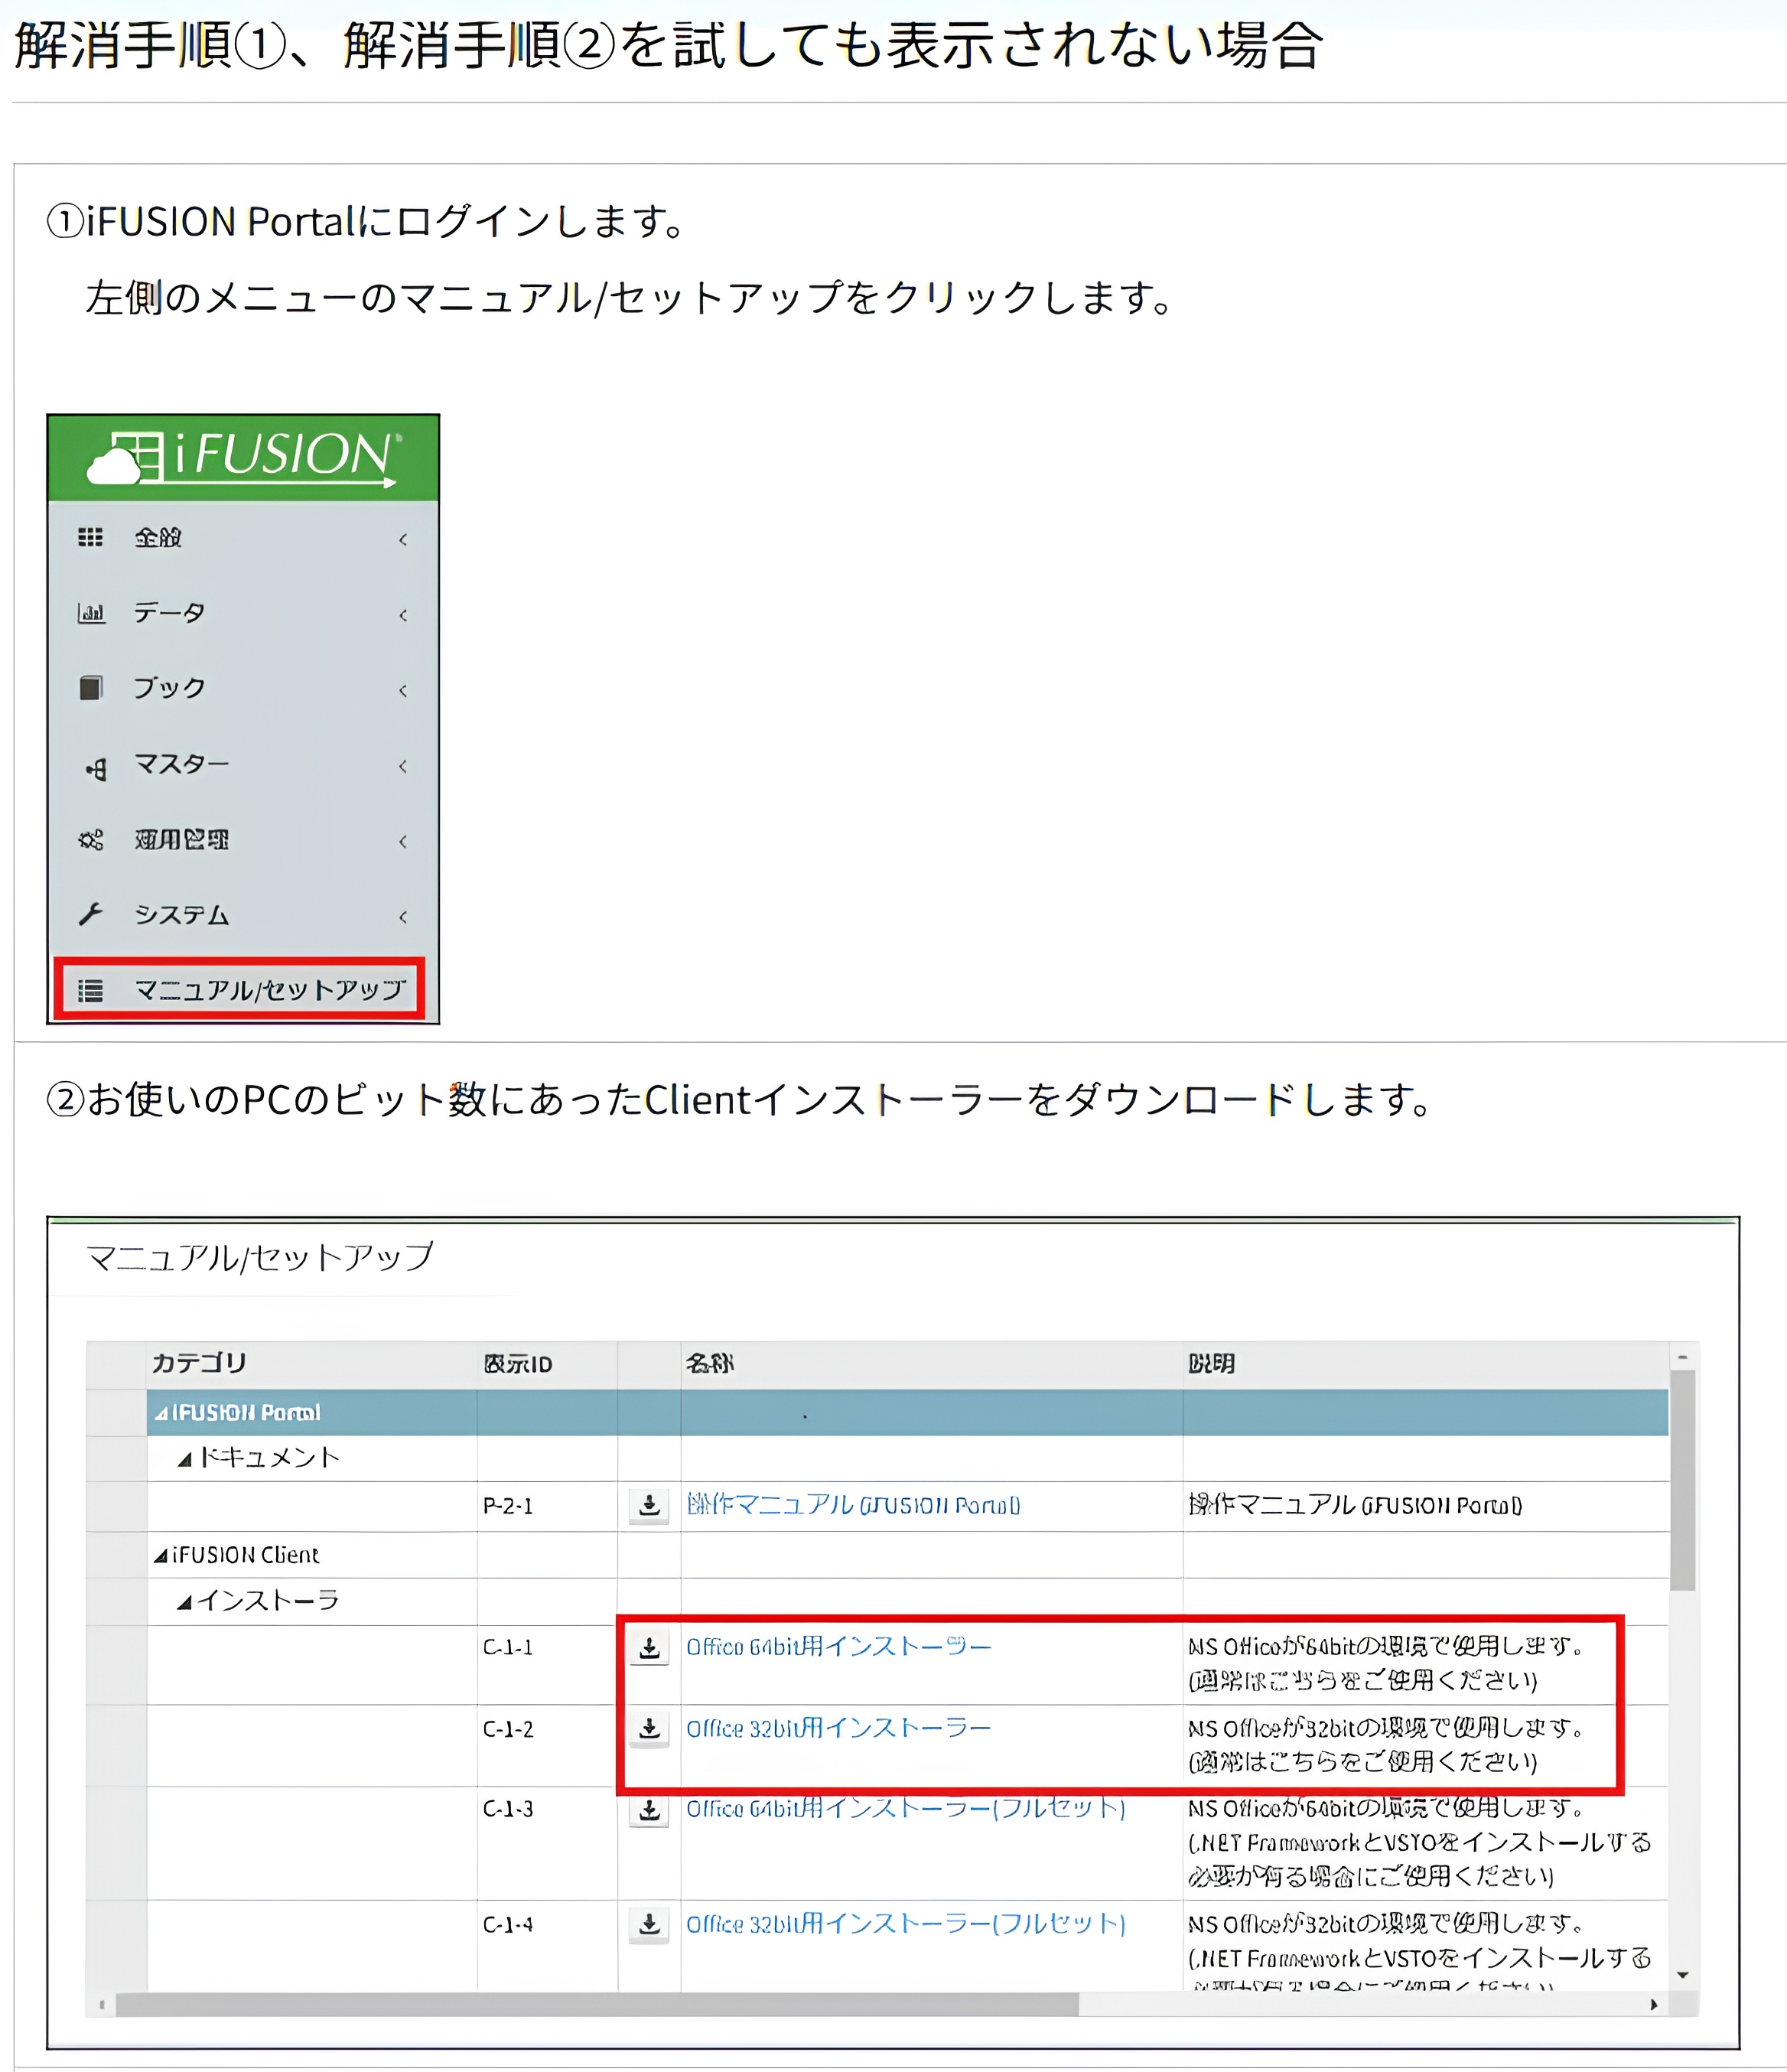 解消手順①、解消手順②を試しても表示されない場合
①iFUSION Portalにログインします。
左側のメニューのマニュアル/セットアップをクリックします。
iFUSION
全般
データ
ブック
マスター
運用管理
システム
マニュアル/セットアップ
②お使いのPCのビット数にあったClientインストーラーをダウンロードします。
マニュアル/セットアップ
カテゴリ 表示ID 名称 説明
iFUSION Portal
ドキュメント
P-2-1 操作マニュアル (iFUSION Portal) 操作マニュアル (iFUSION Portal)
iFUSION Client
インストーラ
C-1-1 Office 64bit用インストーラー MS Officeが64bitの環境で使用します。
(通常はこちらをご使用ください)
C-1-2 Office 32bit用インストーラー MS Officeが32bitの環境で使用します。
(通常はこちらをご使用ください)
C-1-3 Office 64bit用インストーラー(フルセット) MS Officeが64bitの環境で使用します。
(.NET FrameworkとVSTOをインストールする
必要が有る場合にご使用ください)
C-1-4 Office 32bit用インストーラー(フルセット) MS Officeが32bitの環境で使用します。
(.NET FrameworkとVSTOをインストールする